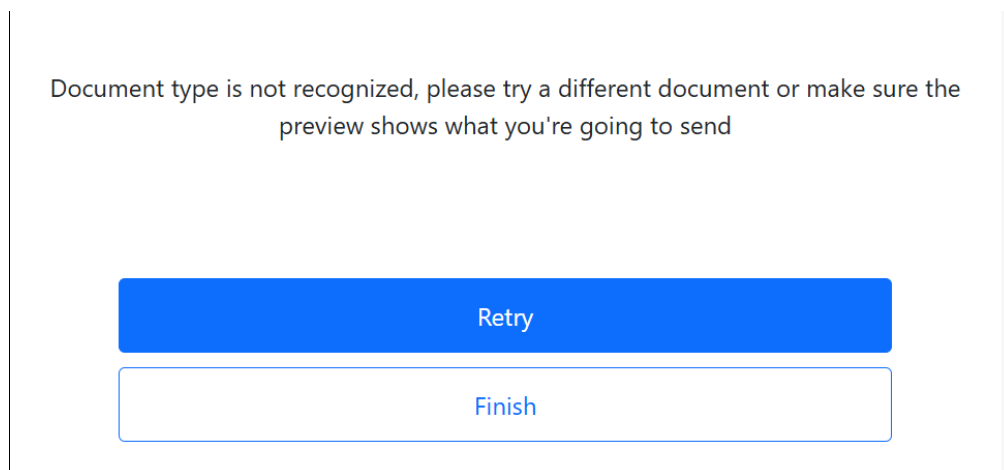 Document type is not recognized, please try a different document or make sure the
preview shows what you're going to send
Retry
Finish